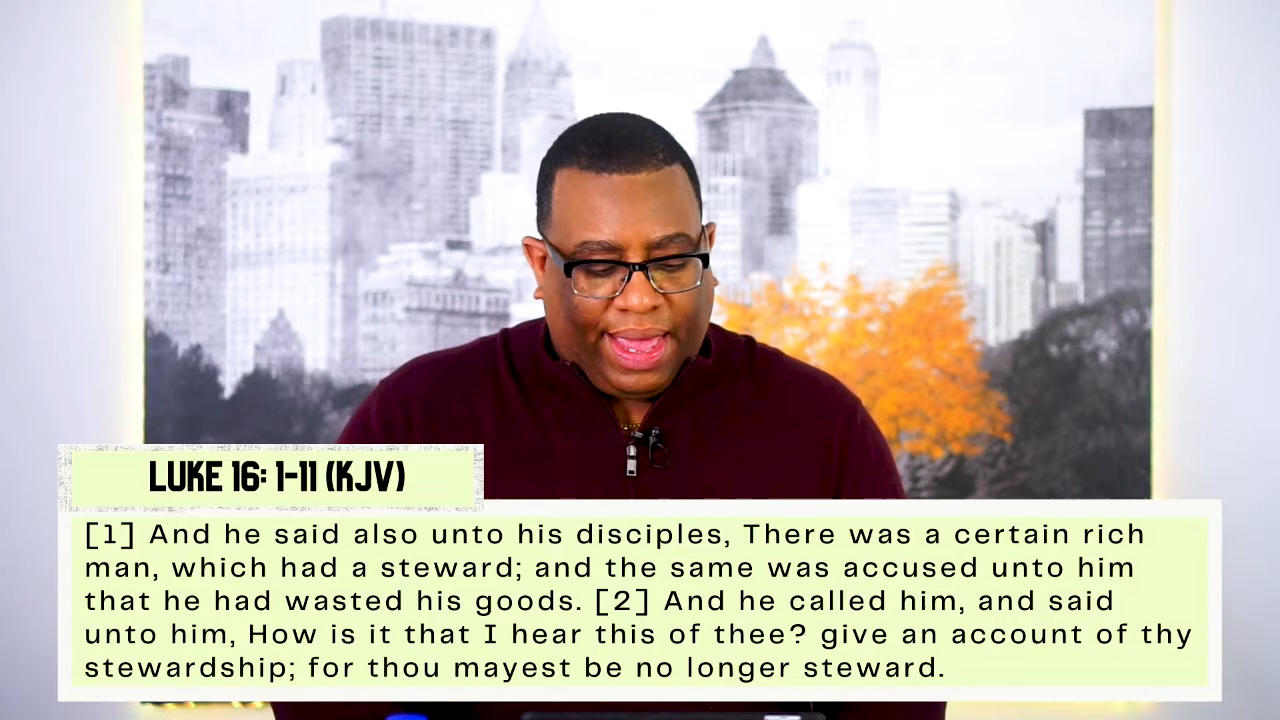 LUKE 16: 1-11 (KJV)
[1] And he said also unto his disciples, There was a certain rich
man, which had a steward; and the same was accused unto him
that he had wasted his goods. [2] And he called him, and said
unto him, How is it that I hear this of thee? give an account of thy
stewardship; for thou mayest be no longer steward.